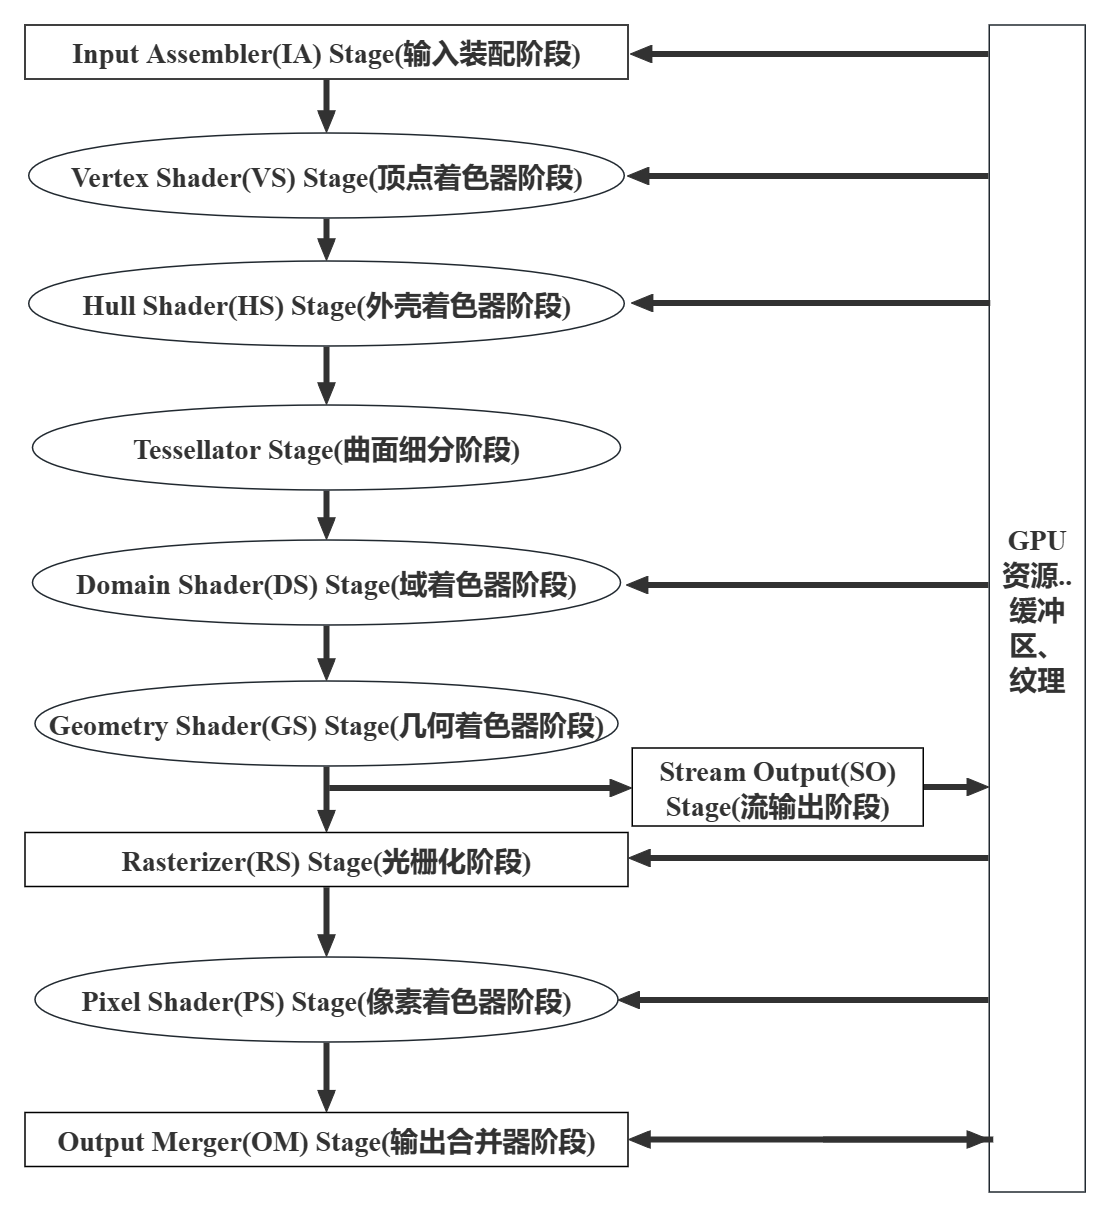 Input Assembler(IA) Stage(输入装配阶段)
Vertex Shader(VS) Stage(顶点着色器阶段)
Hull Shader(HS) Stage(外壳着色器阶段)
Tessellator Stage(曲面细分阶段)
Domain Shader(DS) Stage(域着色器阶段)
Geometry Shader(GS) Stage(几何着色器阶段)
Stream Output(SO)
Stage(流输出阶段)
Rasterizer(RS) Stage(光栅化阶段)
Pixel Shader(PS) Stage(像素着色器阶段)
Output Merger(OM) Stage(输出合并器阶段)
GPU
资源..
缓冲
区、
纹理